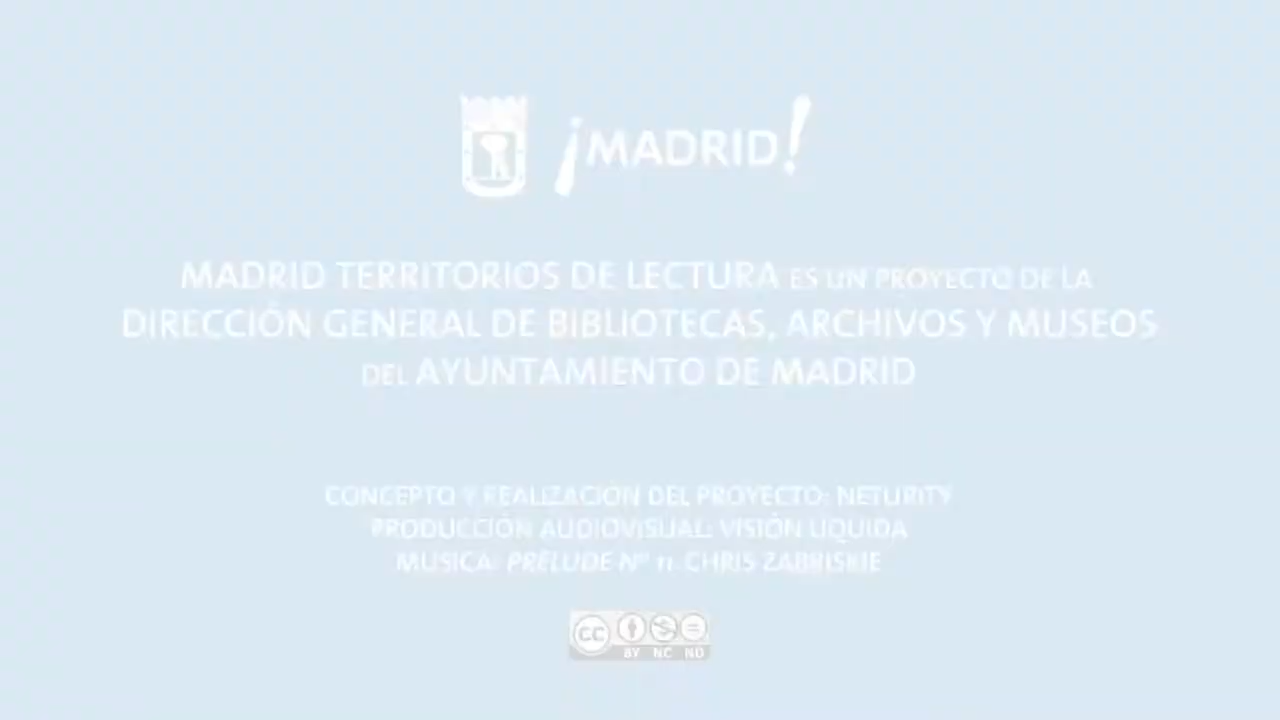 ¡MADRID!
MADRID TERRITORIOS DE LECTURA ES UN PROYECTO DE LA
DIRECCIÓN GENERAL DE BIBLIOTECAS, ARCHIVOS Y MUSEOS
DEL AYUNTAMIENTO DE MADRID
CONCEPTO Y REALIZACIÓN DEL PROYECTO: NETURITY
PRODUCCIÓN AUDIOVISUAL: VISIÓN LÍQUIDA
MÚSICA: PRELUDE Nº 11. CHRIS ZABRISKIE
CC
BY NC ND